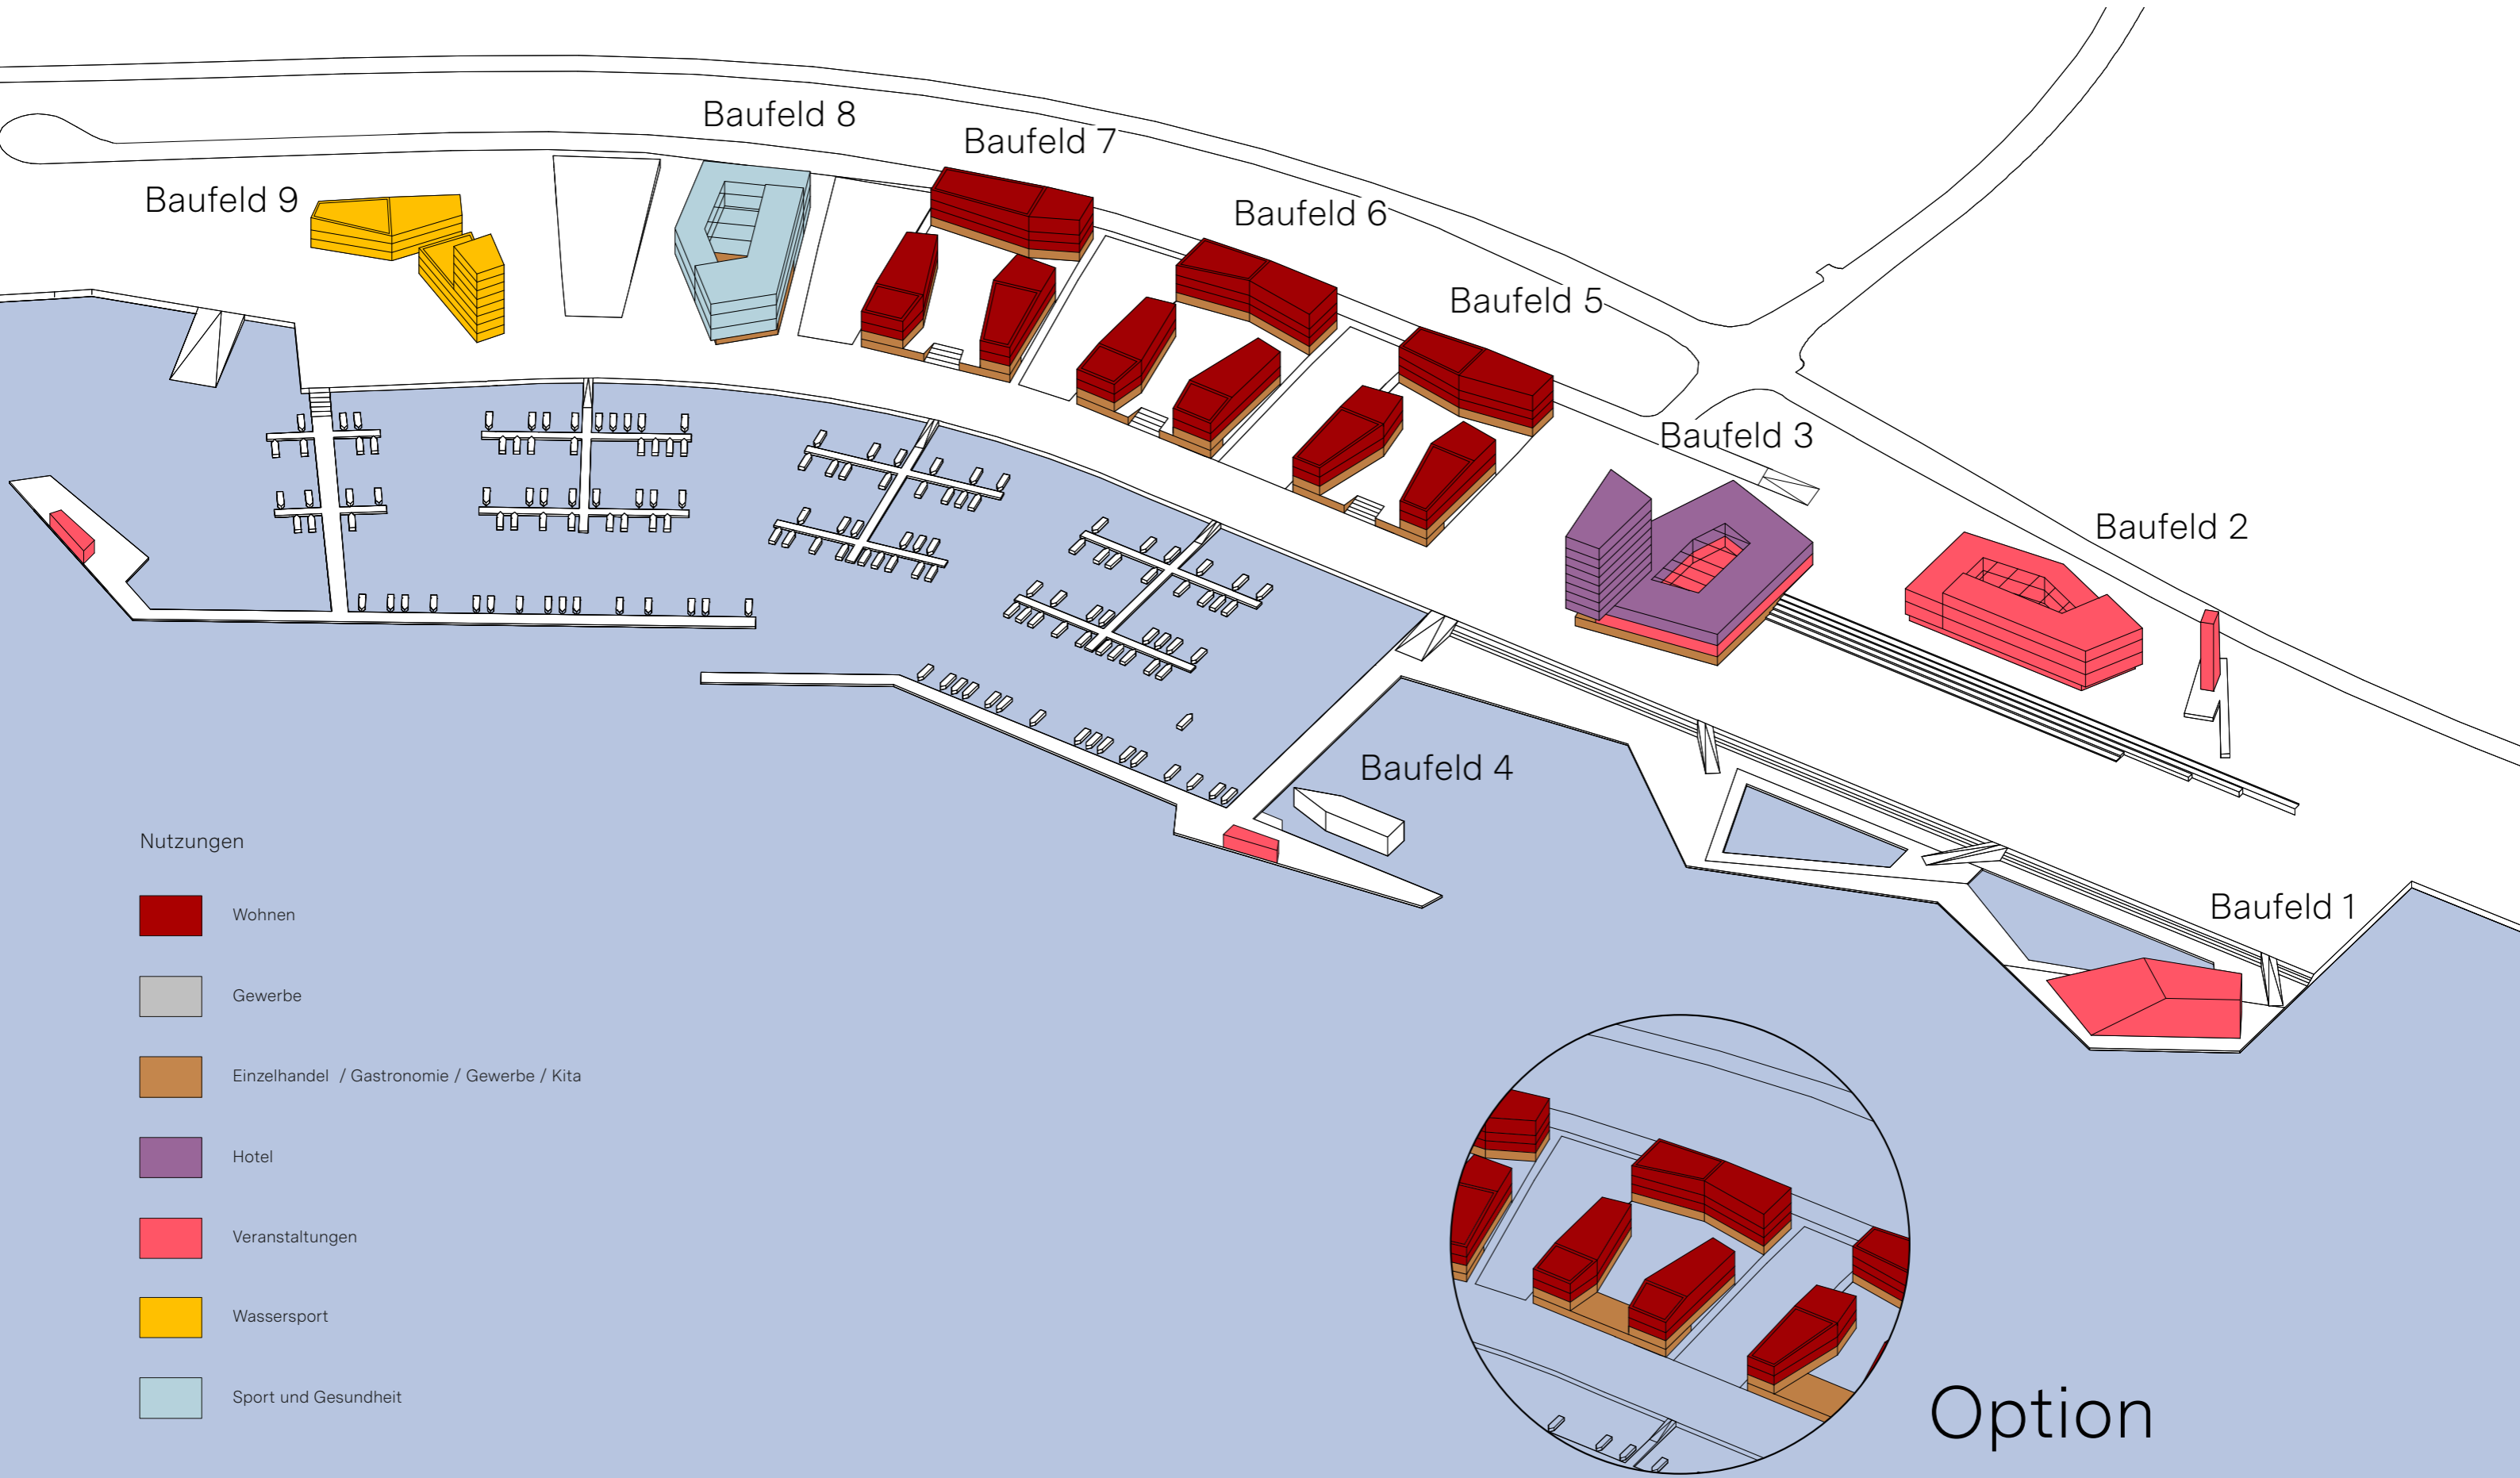 Baufeld 8
Baufeld 7
Baufeld 9
Baufeld 6
Baufeld 5
Baufeld 3
Baufeld 2
Baufeld 4
Baufeld 1
Nutzungen
Wohnen
Gewerbe
Einzelhandel / Gastronomie / Gewerbe / Kita
Hotel
Veranstaltungen
Wassersport
Sport und Gesundheit
Option